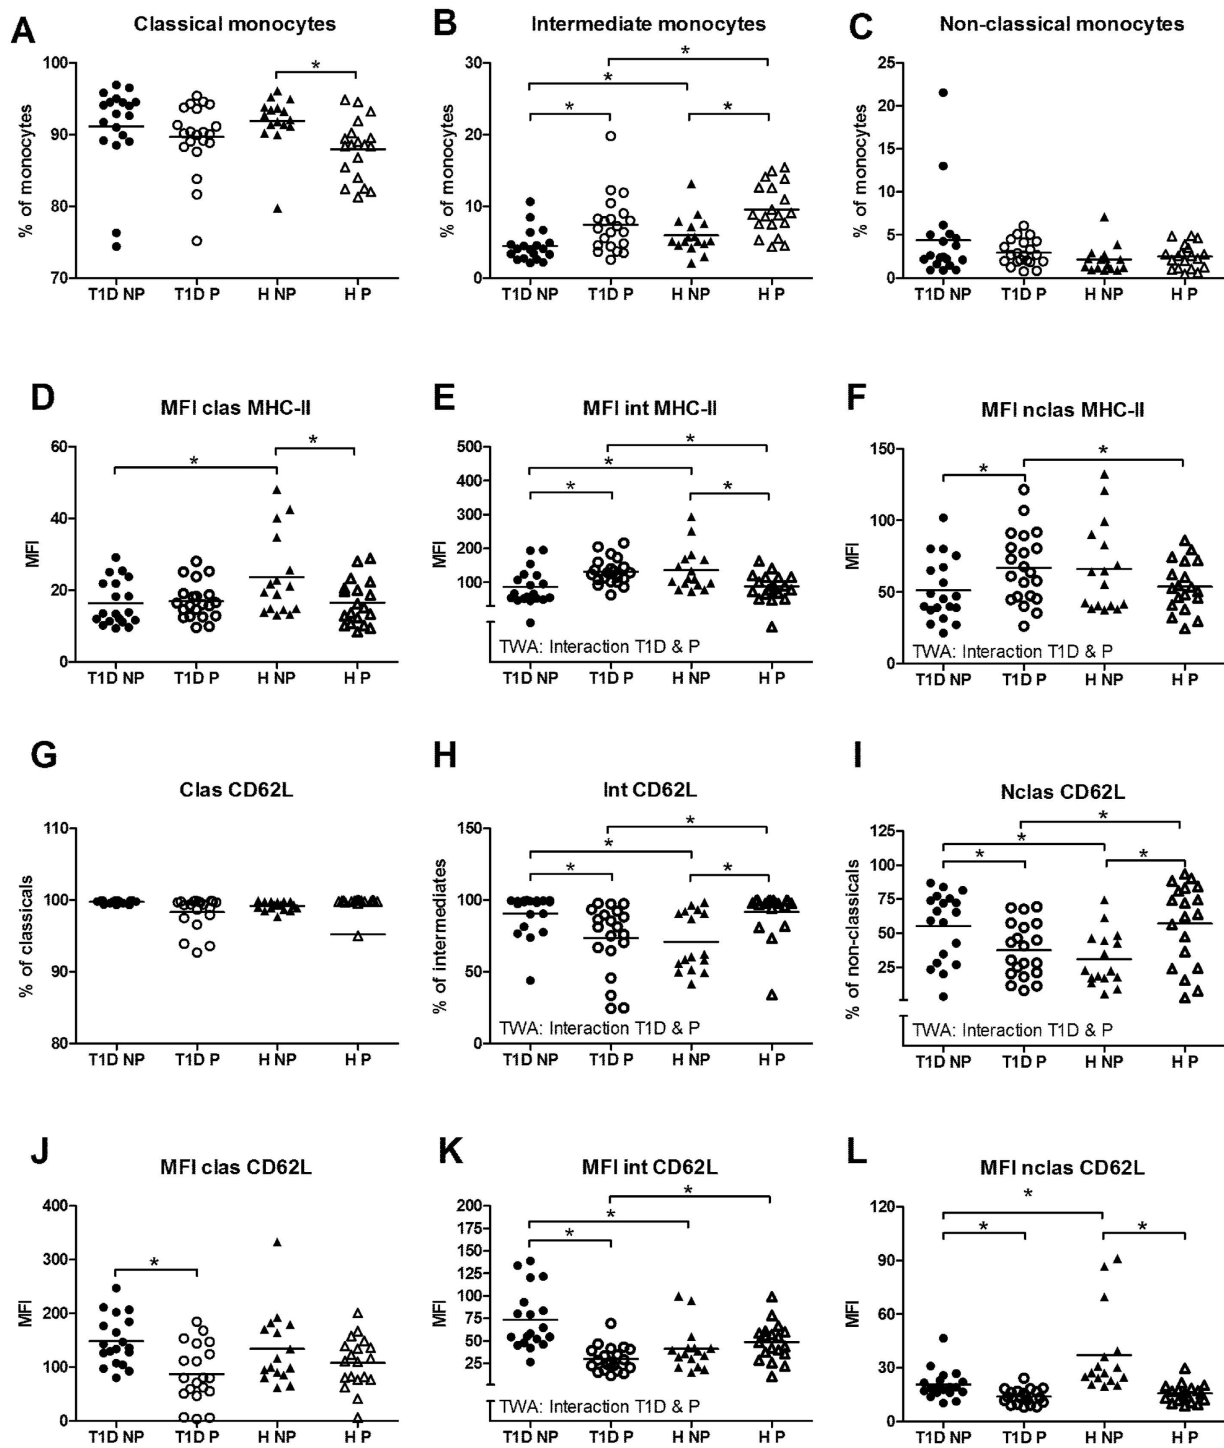 A
Classical monocytes
% of monocytes
100
90
80
70
*
T1D NP T1D P H NP H P
B
Intermediate monocytes
% of monocytes
30
20
10
0
*
*
*
*
T1D NP T1D P H NP H P
C
Non-classical monocytes
% of monocytes
25
20
15
10
5
0
T1D NP T1D P H NP H P
D
MFI clas MHC-II
MFI
60
40
20
0
*
*
T1D NP T1D P H NP H P
E
MFI int MHC-II
MFI
500
400
300
200
100
*
*
*
*
TWA: Interaction T1D & P
T1D NP T1D P H NP H P
F
MFI nclas MHC-II
MFI
150
100
50
0
*
*
TWA: Interaction T1D & P
T1D NP T1D P H NP H P
G
Clas CD62L
% of classicals
110
100
90
80
T1D NP T1D P H NP H P
H
Int CD62L
% of intermediates
150
100
50
0
*
*
*
*
TWA: Interaction T1D & P
T1D NP T1D P H NP H P
I
Nclas CD62L
% of non-classicals
125
100
75
50
25
*
*
*
*
TWA: Interaction T1D & P
T1D NP T1D P H NP H P
J
MFI clas CD62L
MFI
400
300
200
100
0
*
T1D NP T1D P H NP H P
K
MFI int CD62L
MFI
200
175
150
125
100
75
50
25
*
*
*
TWA: Interaction T1D & P
T1D NP T1D P H NP H P
L
MFI nclas CD62L
MFI
120
90
60
30
0
*
*
*
T1D NP T1D P H NP H P